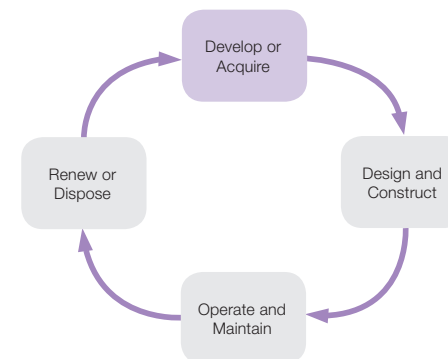 Develop or
Acquire
Design and
Construct
Operate and
Maintain
Renew or
Dispose